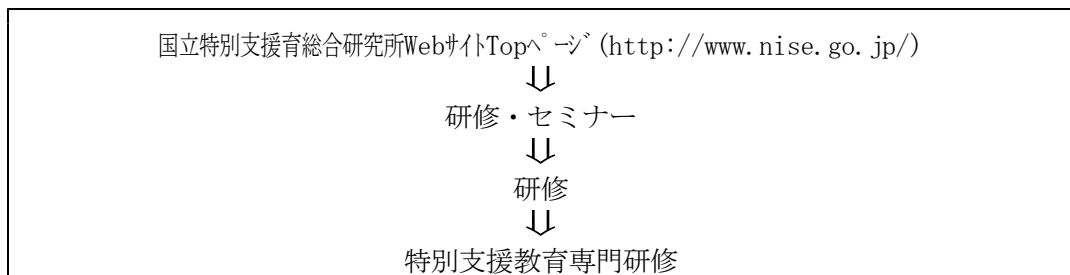 国立特別支援育総合研究所WebサイトTopページ(http://www.nise.go.jp/)
⇓
研修・セミナー
⇓
研修
⇓
特別支援教育専門研修